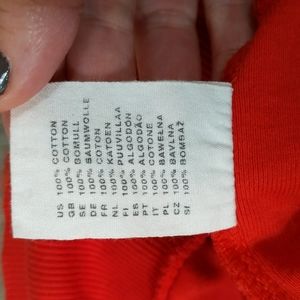 US 100% COTTON
GB 100% COTTON
SE 100% BOMULL
DE 100% BAUMWOLLE
FR 100% COTON
NL 100% KATOEN
FI 100% PUUVILLAA
ES 100% ALGODÓN
PT 100% ALGODÃO
IT 100% COTONE
PL 100% BAWEŁNA
CZ 100% BAVLNA
SI 100% BOMBAŽ